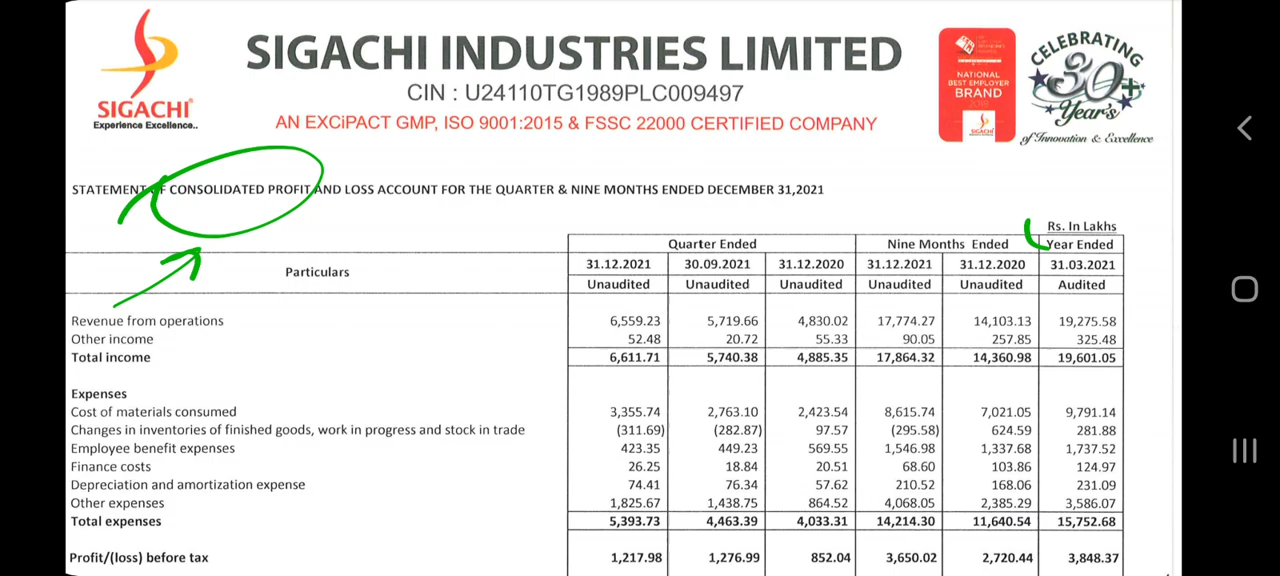 SIGACHI
Experience Excellence..
SIGACHI INDUSTRIES LIMITED
CIN : U24110TG1989PLC009497
AN EXCiPACT GMP, ISO 9001:2015 & FSSC 22000 CERTIFIED COMPANY
NATIONAL
BEST EMPLOYER
BRAND
2019
SIGACHI
CELEBRATING
30
Year's
of Innovation & Excellence
STATEMENT OF CONSOLIDATED PROFIT AND LOSS ACCOUNT FOR THE QUARTER & NINE MONTHS ENDED DECEMBER 31,2021
Rs. In Lakhs
Particulars Quarter Ended Nine Months Ended Year Ended
31.12.2021 30.09.2021 31.12.2020 31.12.2021 31.12.2020 31.03.2021
Unaudited Unaudited Unaudited Unaudited Unaudited Audited
Revenue from operations 6,559.23 5,719.66 4,830.02 17,774.27 14,103.13 19,275.58
Other income 52.48 20.72 55.33 90.05 257.85 325.48
Total income 6,611.71 5,740.38 4,885.35 17,864.32 14,360.98 19,601.05
Expenses
Cost of materials consumed 3,355.74 2,763.10 2,423.54 8,615.74 7,021.05 9,791.14
Changes in inventories of finished goods, work in progress and stock in trade (311.69) (282.87) 97.57 (295.58) 624.59 281.88
Employee benefit expenses 423.35 449.23 569.55 1,546.98 1,337.68 1,737.52
Finance costs 26.25 18.84 20.51 68.60 103.86 124.97
Depreciation and amortization expense 74.41 76.34 57.62 210.52 168.06 231.09
Other expenses 1,825.67 1,438.75 864.52 4,068.05 2,385.29 3,586.07
Total expenses 5,393.73 4,463.39 4,033.31 14,214.30 11,640.54 15,752.68
Profit/(loss) before tax 1,217.98 1,276.99 852.04 3,650.02 2,720.44 3,848.37